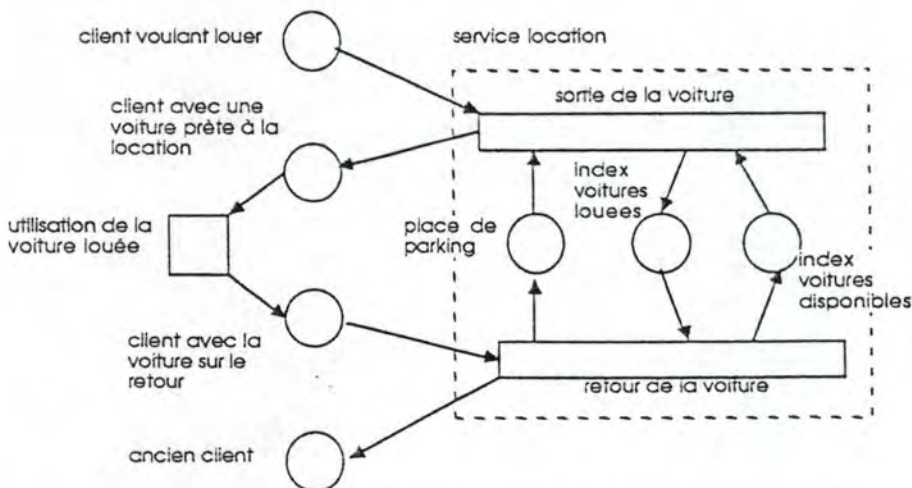 client voulant louer
service location
sortie de la voiture
client avec une
voiture prète à la
location
index
voitures
louees
utilisation de la
voiture louée
place de
parking
index
voitures
disponibles
client avec la
voiture sur le
retour
retour de la voiture
ancien client